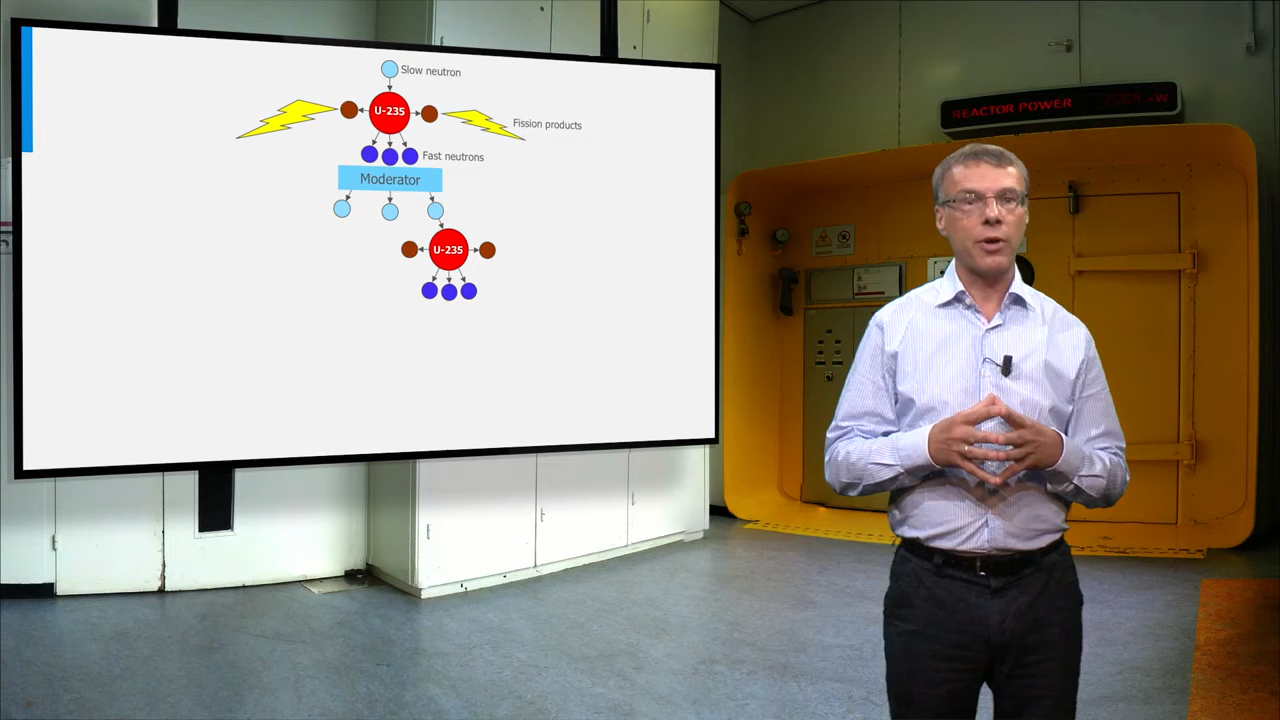 Slow neutron
U-235
Fission products
Fast neutrons
Moderator
U-235
REACTOR POWER